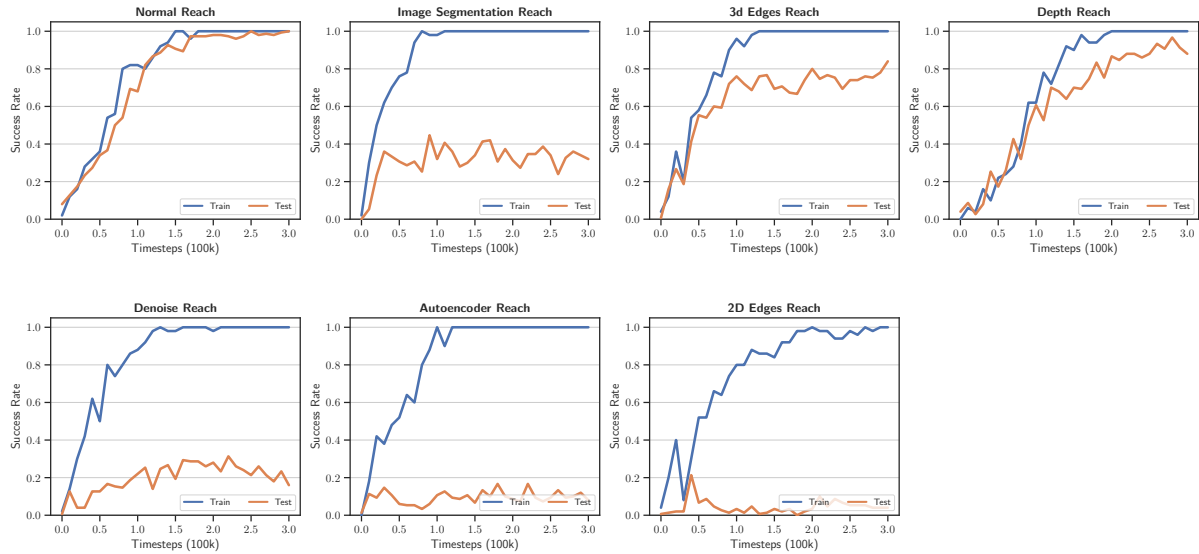 Normal Reach
Image Segmentation Reach
3d Edges Reach
Depth Reach
1.0
0.8
0.6
0.4
0.2
0.0
Success Rate
Train Test
0.0 0.5 1.0 1.5 2.0 2.5 3.0
Timesteps (100k)
1.0
0.8
0.6
0.4
0.2
0.0
Success Rate
Train Test
0.0 0.5 1.0 1.5 2.0 2.5 3.0
Timesteps (100k)
1.0
0.8
0.6
0.4
0.2
0.0
Success Rate
Train Test
0.0 0.5 1.0 1.5 2.0 2.5 3.0
Timesteps (100k)
1.0
0.8
0.6
0.4
0.2
0.0
Success Rate
Train Test
0.0 0.5 1.0 1.5 2.0 2.5 3.0
Timesteps (100k)
Denoise Reach
Autoencoder Reach
2D Edges Reach
1.0
0.8
0.6
0.4
0.2
0.0
Success Rate
Train Test
0.0 0.5 1.0 1.5 2.0 2.5 3.0
Timesteps (100k)
1.0
0.8
0.6
0.4
0.2
0.0
Success Rate
Train Test
0.0 0.5 1.0 1.5 2.0 2.5 3.0
Timesteps (100k)
1.0
0.8
0.6
0.4
0.2
0.0
Success Rate
Train Test
0.0 0.5 1.0 1.5 2.0 2.5 3.0
Timesteps (100k)